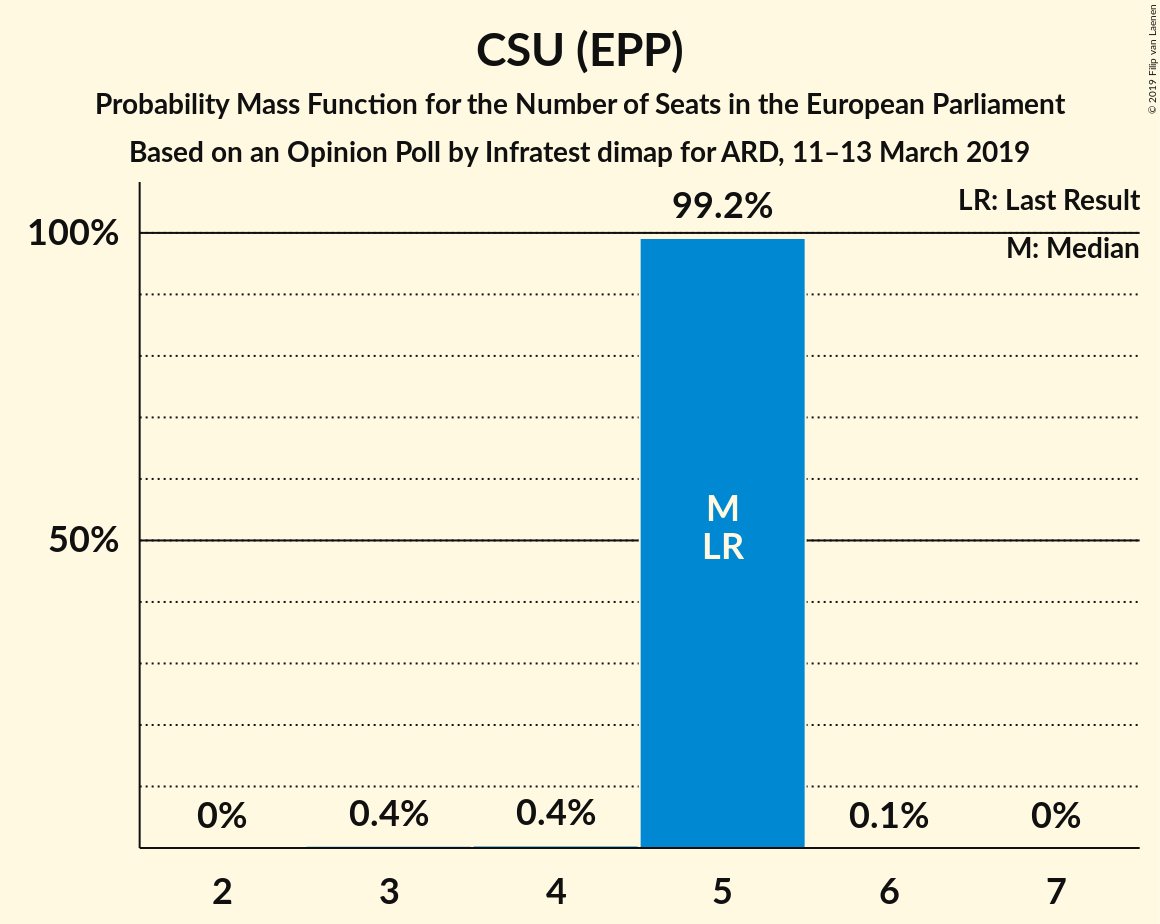 CSU (EPP)
Probability Mass Function for the Number of Seats in the European Parliament
Based on an Opinion Poll by Infratest dimap for ARD, 11–13 March 2019
© 2019 Filip van Laenen
LR: Last Result
M: Median
100%
50%
99.2%
M
LR
0%
0.4%
0.4%
0.1%
0%
2
3
4
5
6
7